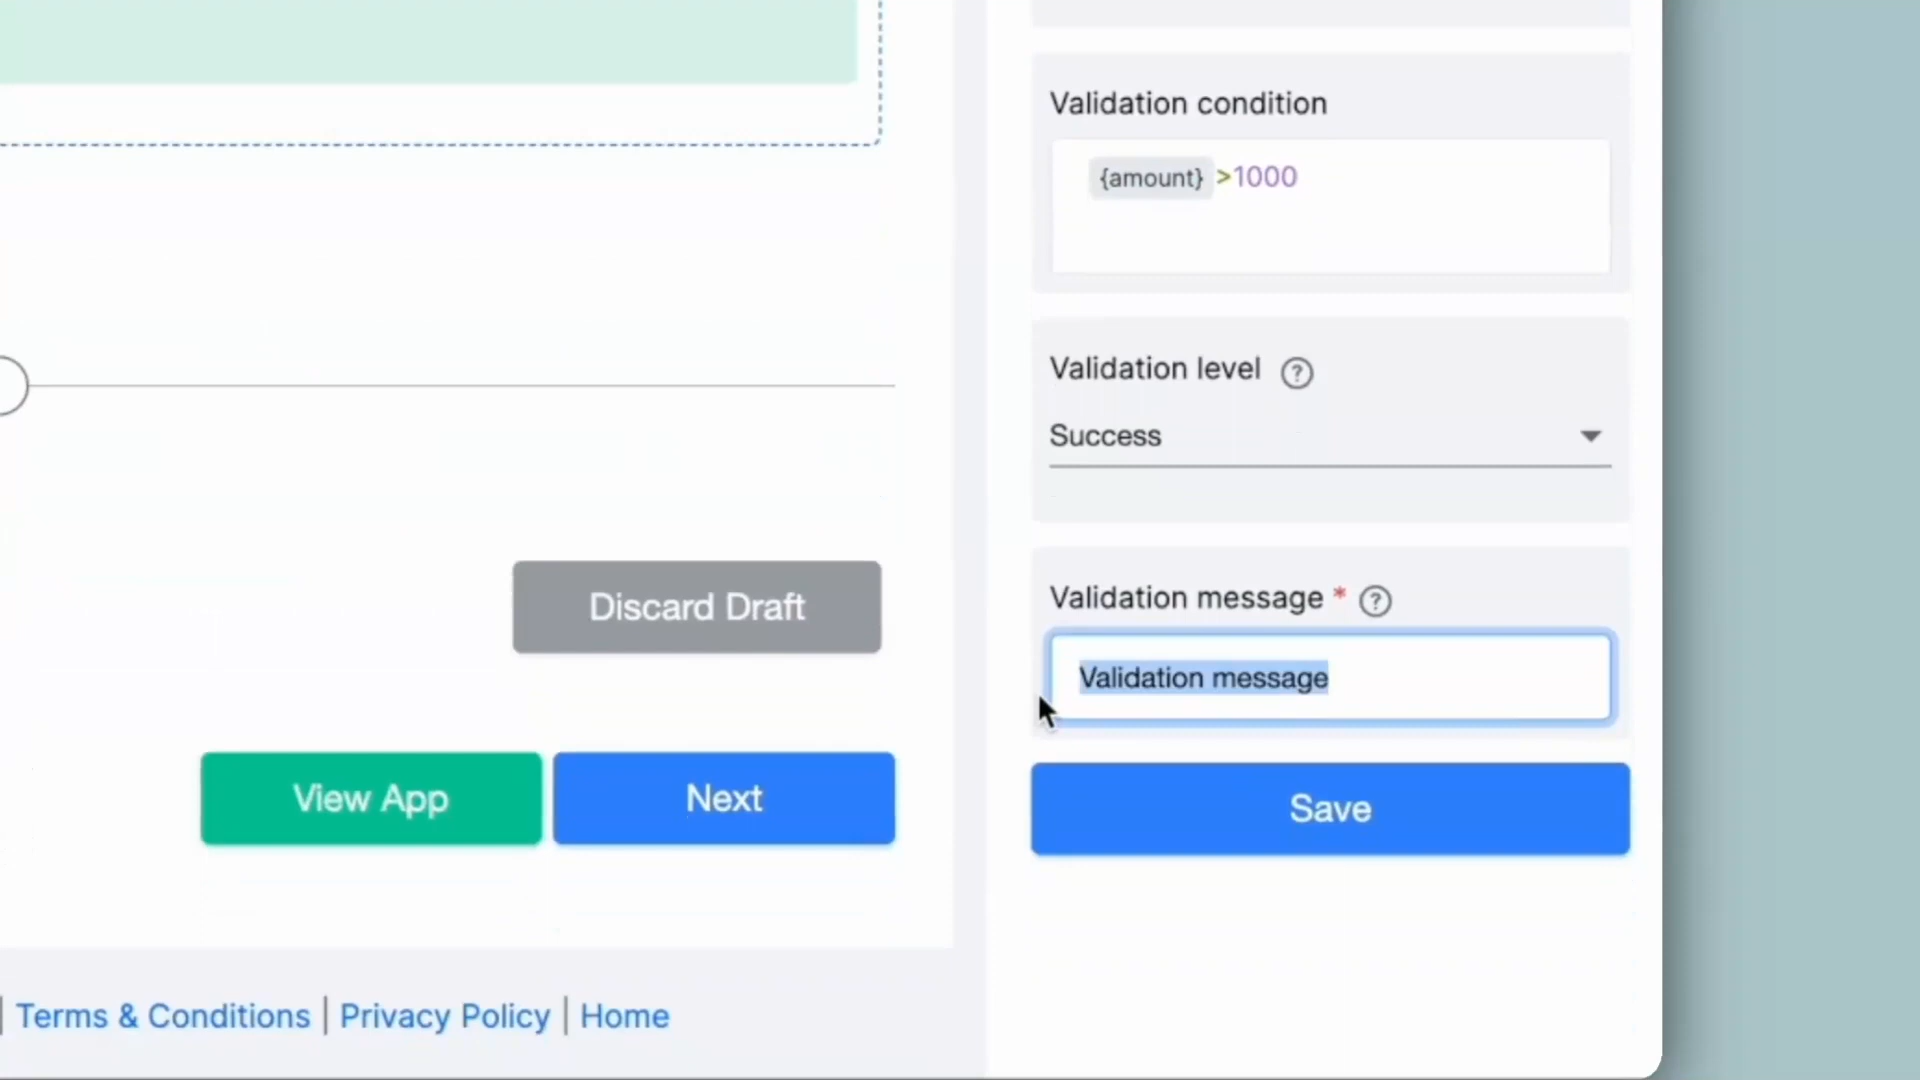 Validation condition
{amount} >1000
Validation level ?
Success
Validation message * ?
Validation message
Save
Discard Draft
View App
Next
| Terms & Conditions | Privacy Policy | Home